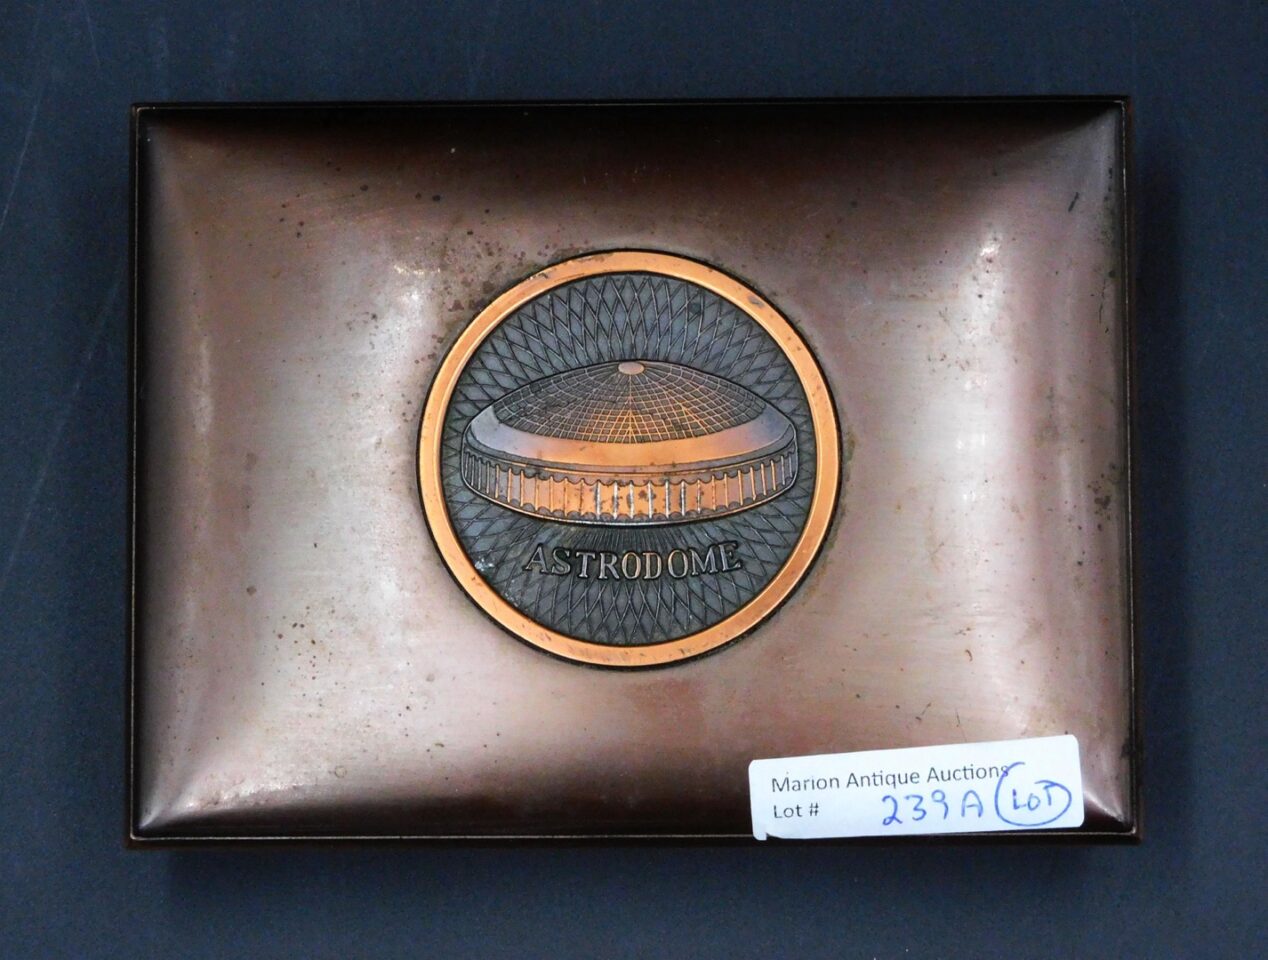 ASTRODOME
Marion Antique Auctions
Lot # 239A LOT